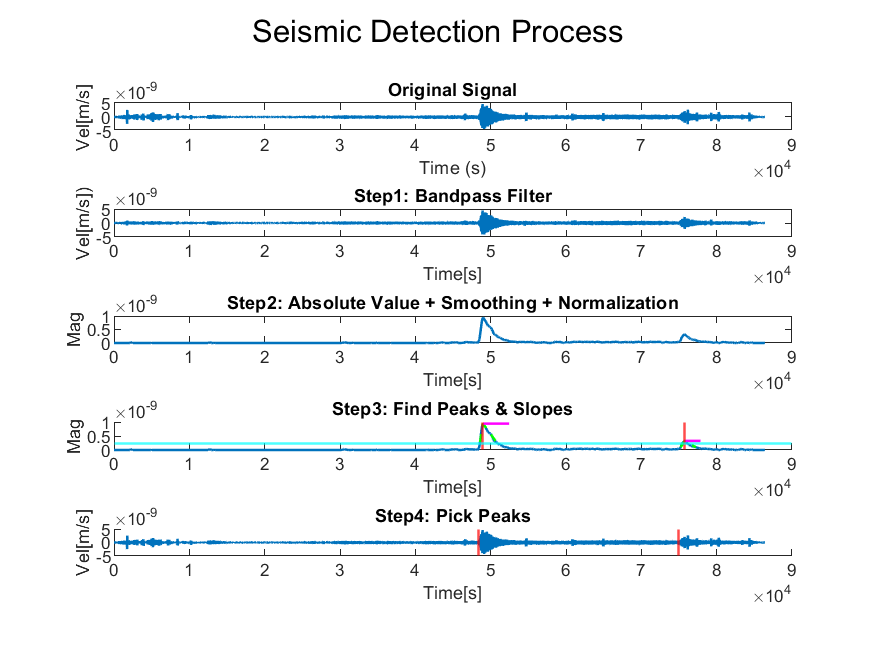 Seismic Detection Process
Original Signal
×10-9
Vel[m/s]
5
0
-5
0 1 2 3 4 5 6 7 8 9
Time (s)
×104
Step1: Bandpass Filter
×10-9
Vel[m/s])
5
0
-5
0 1 2 3 4 5 6 7 8 9
Time[s]
×104
Step2: Absolute Value + Smoothing + Normalization
×10-9
Mag
1
0.5
0
0 1 2 3 4 5 6 7 8 9
Time[s]
×104
Step3: Find Peaks & Slopes
×10-9
Mag
1
0.5
0
0 1 2 3 4 5 6 7 8 9
Time[s]
×104
Step4: Pick Peaks
×10-9
Vel[m/s]
5
0
-5
0 1 2 3 4 5 6 7 8 9
Time[s]
×104